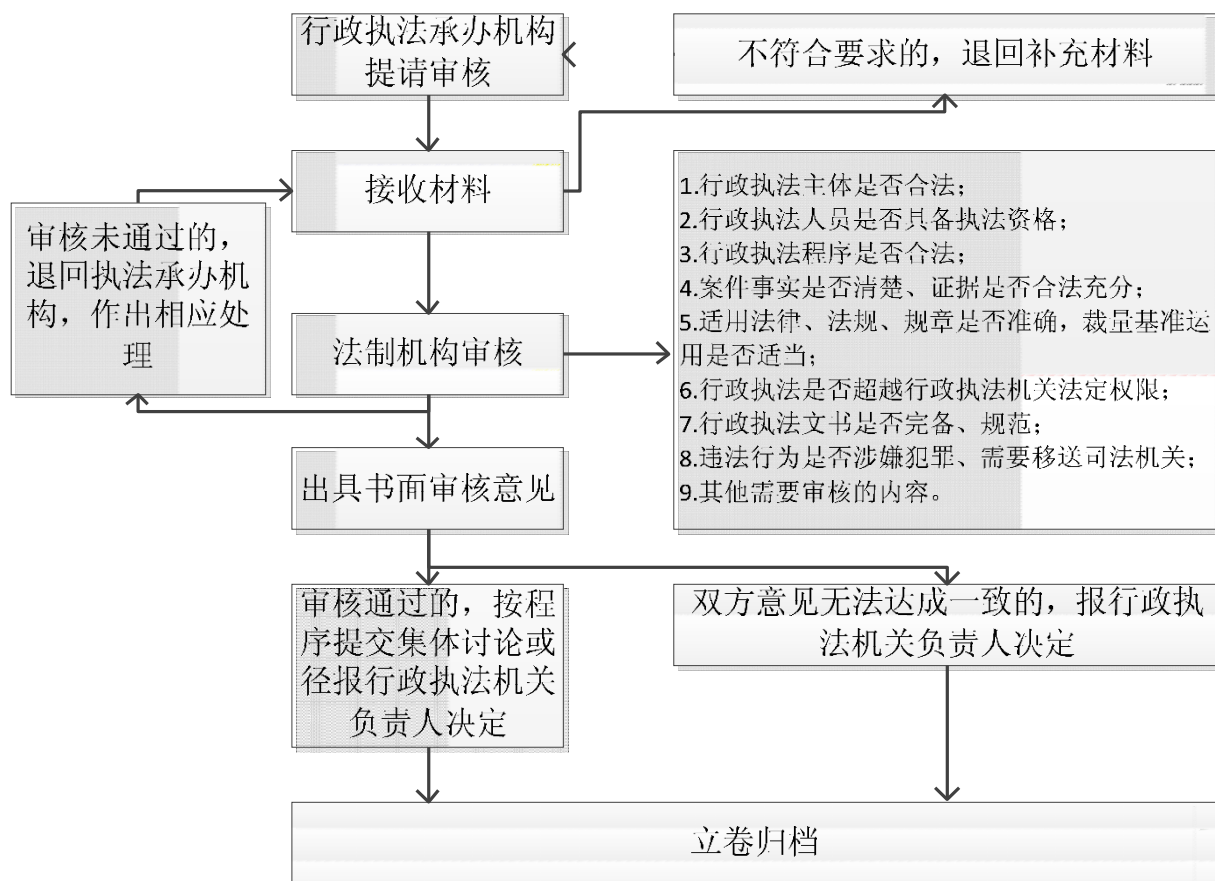 行政执法承办机构
提请审核
不符合要求的，退回补充材料
接收材料
审核未通过的，
退回执法承办机
构，作出相应处
理
法制机构审核
1.行政执法主体是否合法；
2.行政执法人员是否具备执法资格；
3.行政执法程序是否合法；
4.案件事实是否清楚、证据是否合法充分；
5.适用法律、法规、规章是否准确，裁量基准运
用是否适当；
6.行政执法是否超越行政执法机关法定权限；
7.行政执法文书是否完备、规范；
8.违法行为是否涉嫌犯罪、需要移送司法机关；
9.其他需要审核的内容。
出具书面审核意见
审核通过的，按程
序提交集体讨论或
径报行政执法机关
负责人决定
双方意见无法达成一致的，报行政执
法机关负责人决定
立卷归档